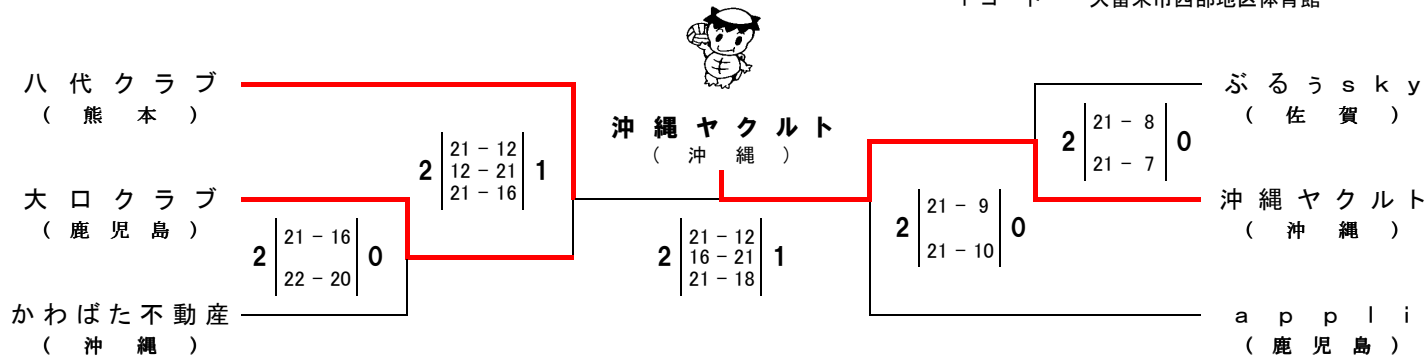 八代クラブ
(熊本)
大口クラブ
(鹿児島)
かわばた不動産
(沖縄)
2 21 - 12 1
12 - 21
21 - 16
2 21 - 16 0
22 - 20
沖縄ヤクルト
(沖縄)
2 21 - 12 1
16 - 21
21 - 18
2 21 - 9 0
21 - 10
2 21 - 8 0
21 - 7
ぶるぅsky
(佐賀)
沖縄ヤクルト
(沖縄)
appli
(鹿児島)